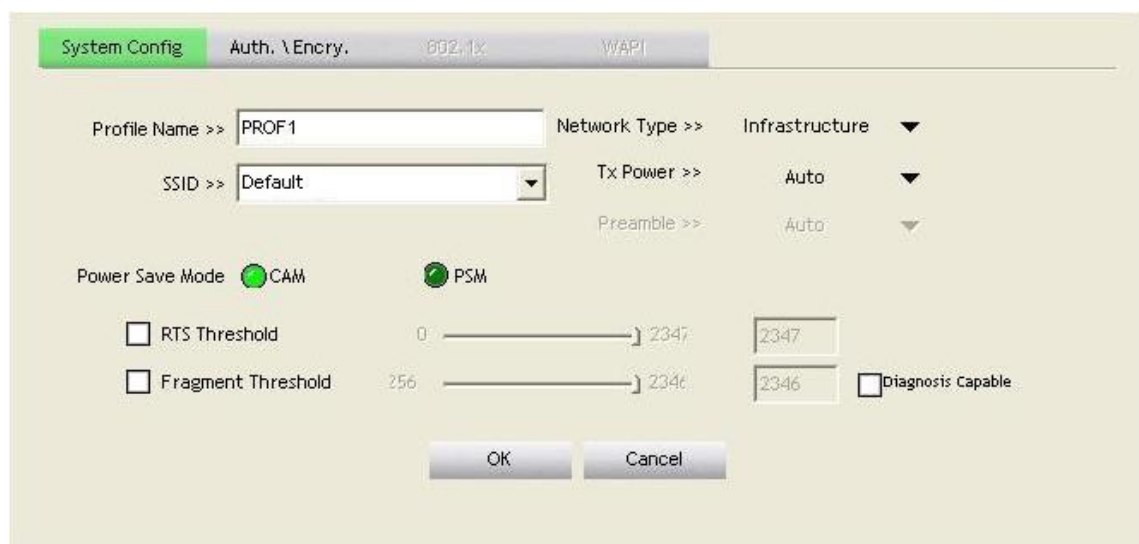 System Config Auth. \ Encry. 802.1x WAPI
Profile Name >> PROF1 Network Type >> Infrastructure
SSID >> Default Tx Power >> Auto
Preamble >> Auto
Power Save Mode CAM PSM
RTS Threshold 0 2347 2347
Fragment Threshold 256 2346 2346 Diagnosis Capable
OK Cancel